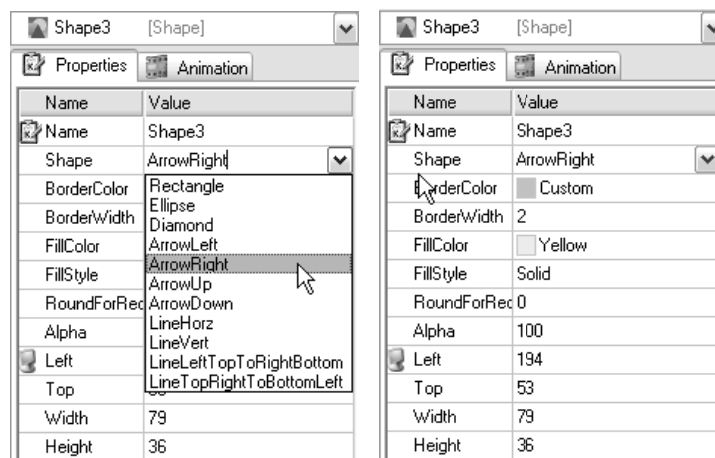 Shape3 [Shape]
Properties Animation
Name Value
Name Shape3
Shape ArrowRight
BorderColor Rectangle
Ellipse
BorderWidth Diamond
FillColor ArrowLeft
ArrowRight
FillStyle ArrowUp
RoundForRec ArrowDown
Alpha LineHorz
LineVert
Left LineLeftTopToRightBottom
Top LineTopRightToBottomLeft
Width 79
Height 36
Shape3 [Shape]
Properties Animation
Name Value
Name Shape3
Shape ArrowRight
rderColor Custom
BorderWidth 2
FillColor Yellow
FillStyle Solid
RoundForRec 0
Alpha 100
Left 194
Top 53
Width 79
Height 36